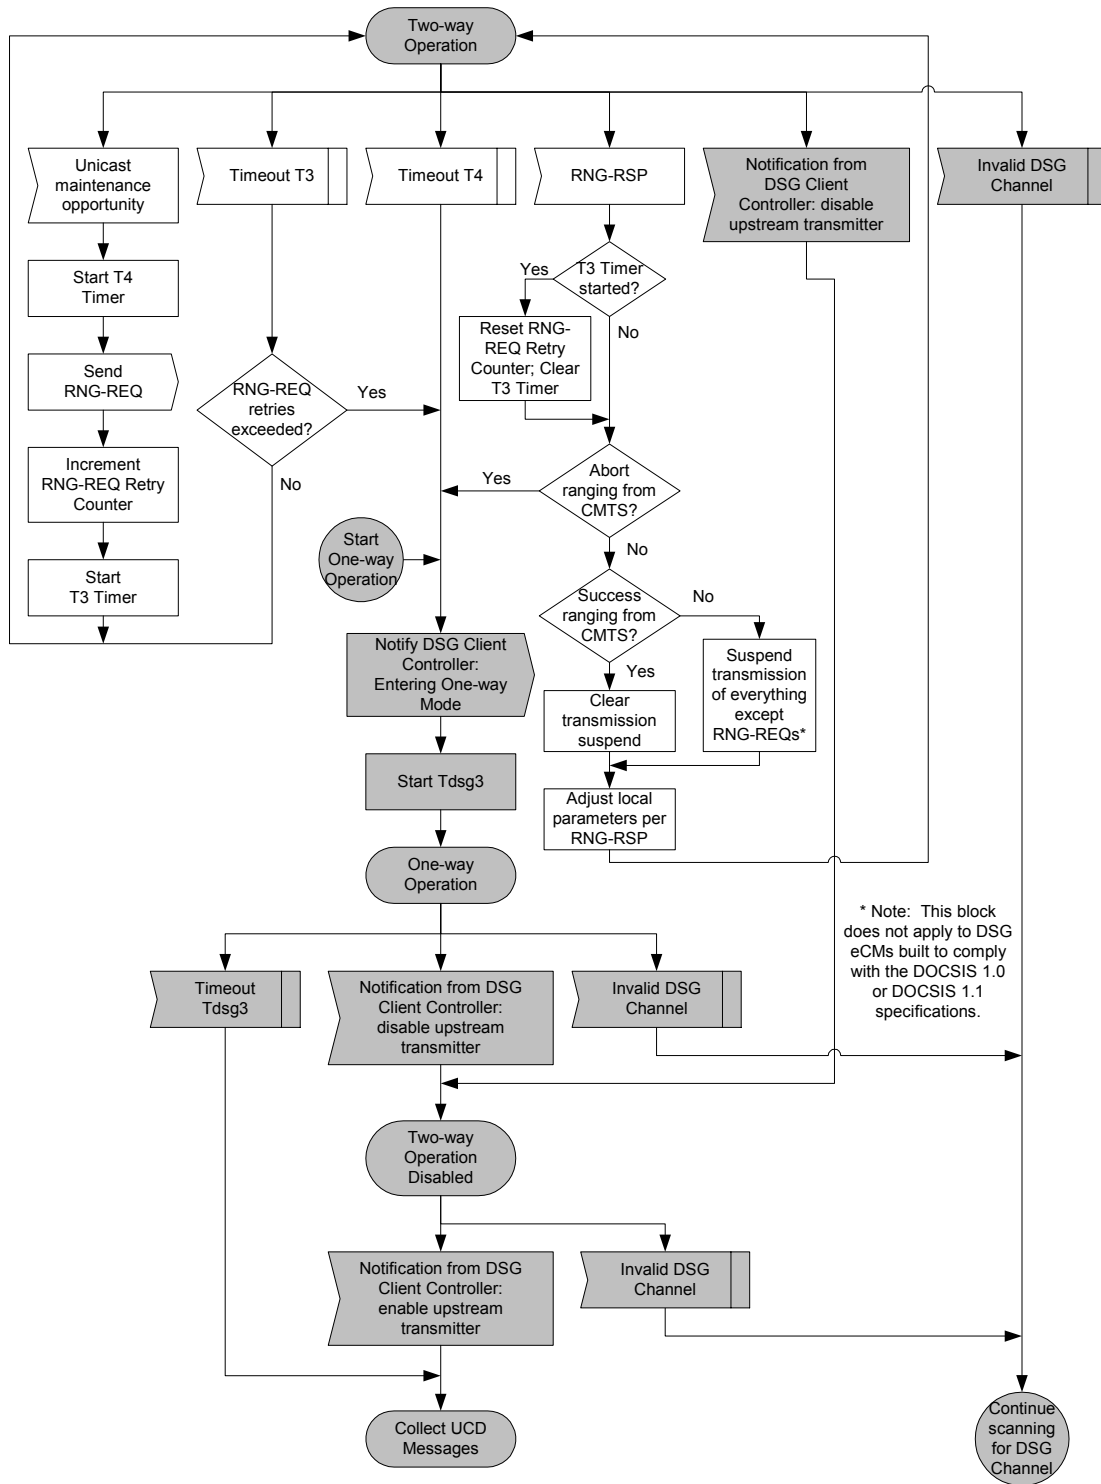 Two-way
Operation
Unicast
maintenance
opportunity
Timeout T3
Timeout T4
RNG-RSP
Notification from
DSG Client
Controller: disable
upstream transmitter
Invalid DSG
Channel
Start T4
Timer
Yes
T3 Timer
started?
Reset RNG-
REQ Retry
Counter; Clear
T3 Timer
No
Send
RNG-REQ
RNG-REQ
retries
exceeded?
Yes
No
Increment
RNG-REQ Retry
Counter
Yes
Abort
ranging from
CMTS?
No
Start
One-way
Operation
Start
T3 Timer
Success
ranging from
CMTS?
No
Yes
Notify DSG Client
Controller:
Entering One-way
Mode
Suspend
transmission
of everything
except
RNG-REQs*
Clear
transmission
suspend
Start Tdsg3
Adjust local
parameters per
RNG-RSP
One-way
Operation
* Note: This block
does not apply to DSG
eCMs built to comply
with the DOCSIS 1.0
or DOCSIS 1.1
specifications.
Timeout
Tdsg3
Notification from DSG
Client Controller:
disable upstream
transmitter
Invalid DSG
Channel
Two-way
Operation
Disabled
Notification from DSG
Client Controller:
enable upstream
transmitter
Invalid DSG
Channel
Collect UCD
Messages
Continue
scanning
for DSG
Channel